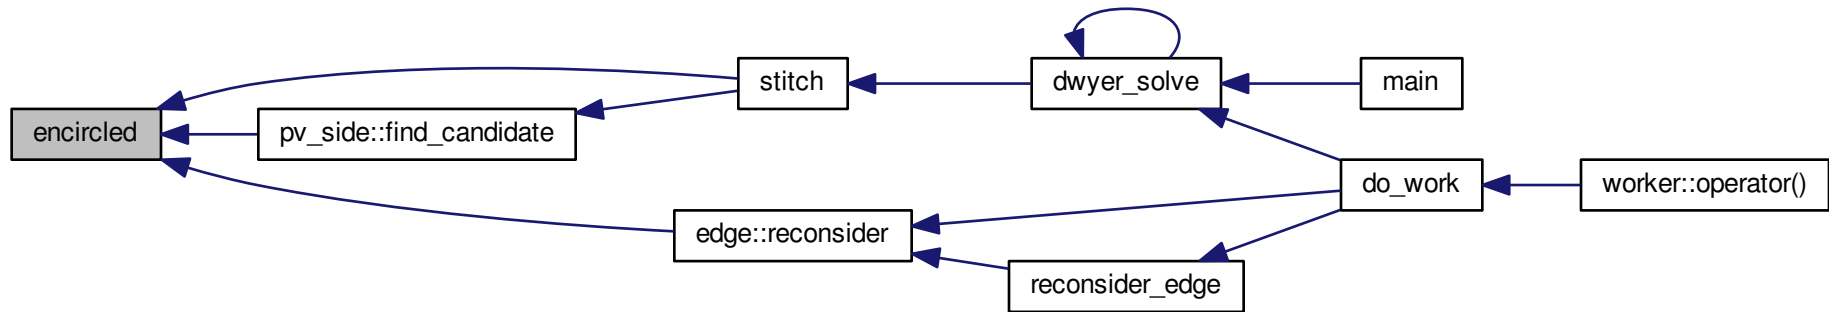 encircled
pv_side::find_candidate
stitch
dwyer_solve
main
edge::reconsider
reconsider_edge
do_work
worker::operator()